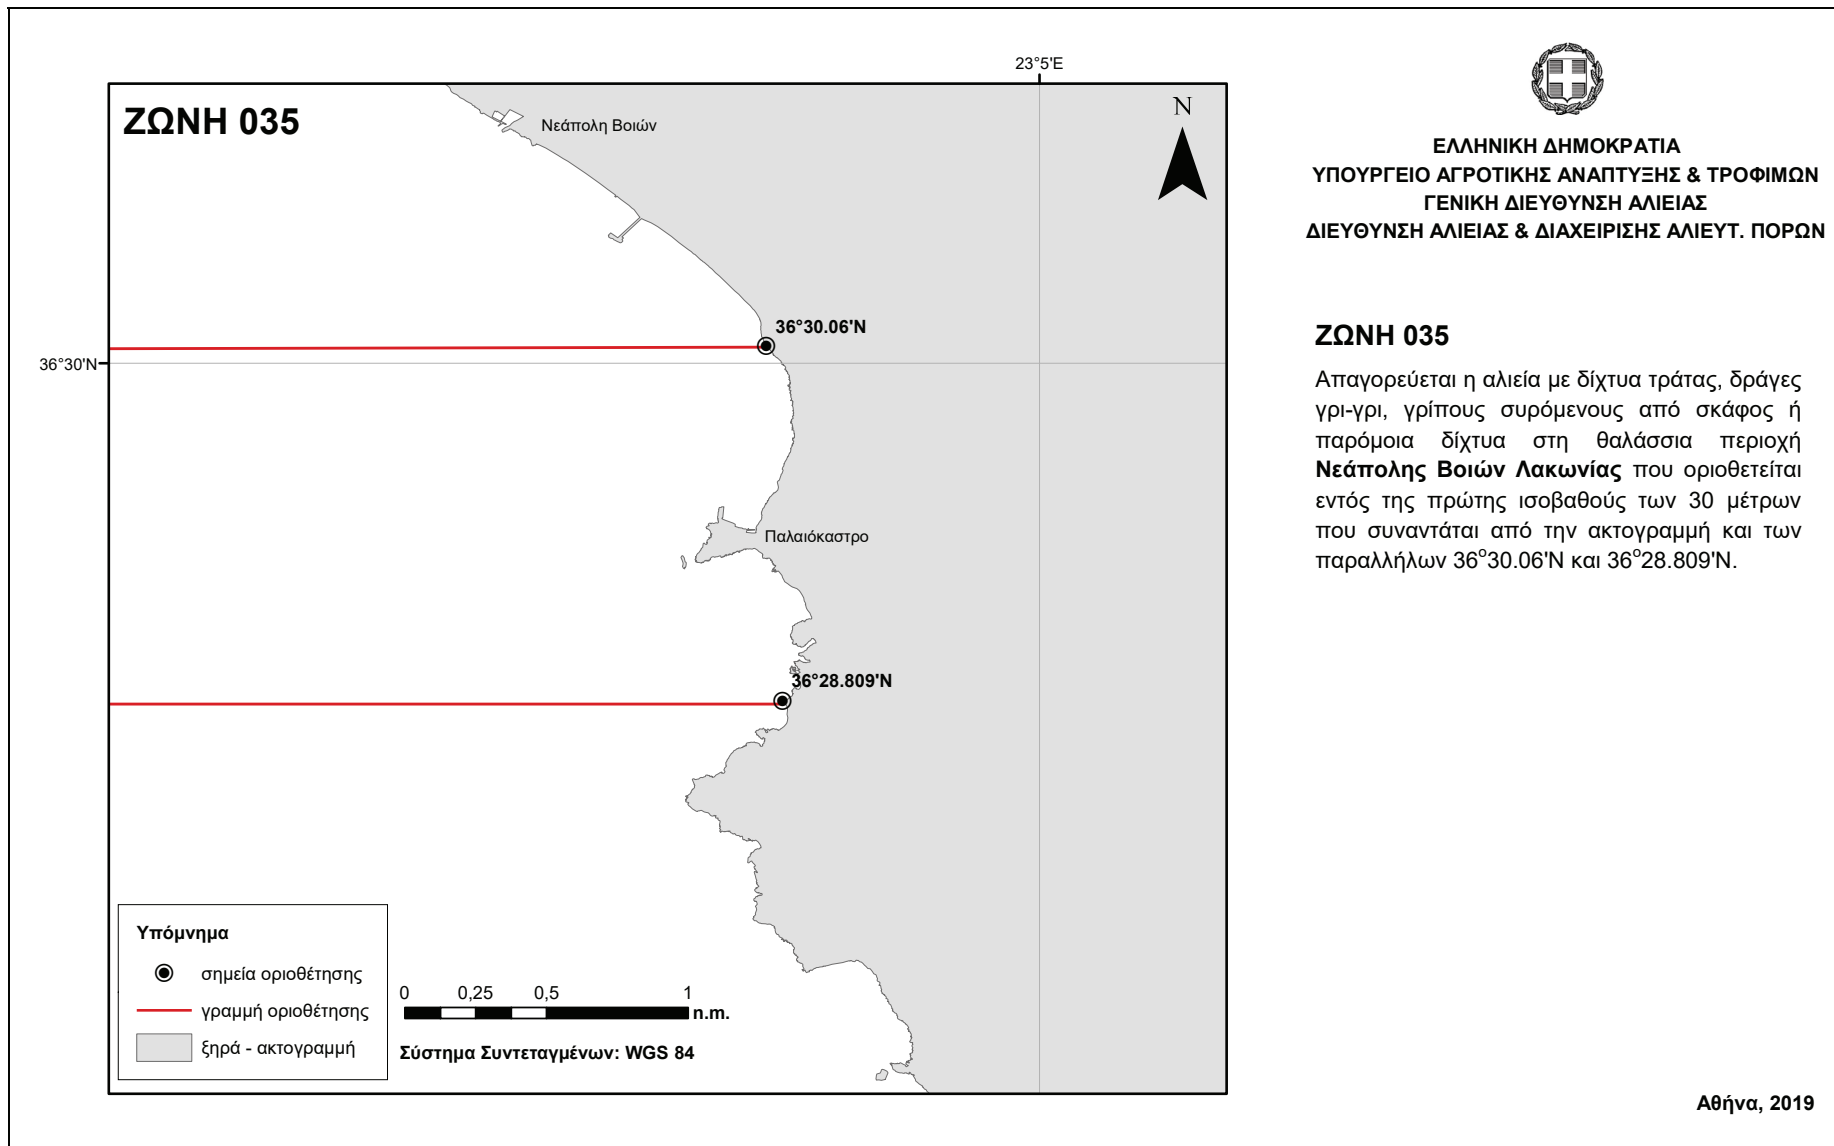 23°5'E
ΖΩΝΗ 035
Νεάπολη Βοιών
N
36°30.06'N
36°30'N
Παλαιόκαστρο
36°28.809'N
Υπόμνημα
σημεία οριοθέτησης
γραμμή οριοθέτησης
ξηρά - ακτογραμμή
0 0,25 0,5 1
n.m.
Σύστημα Συντεταγμένων: WGS 84
ΕΛΛΗΝΙΚΗ ΔΗΜΟΚΡΑΤΙΑ
ΥΠΟΥΡΓΕΙΟ ΑΓΡΟΤΙΚΗΣ ΑΝΑΠΤΥΞΗΣ & ΤΡΟΦΙΜΩΝ
ΓΕΝΙΚΗ ΔΙΕΥΘΥΝΣΗ ΑΛΙΕΙΑΣ
ΔΙΕΥΘΥΝΣΗ ΑΛΙΕΙΑΣ & ΔΙΑΧΕΙΡΙΣΗΣ ΑΛΙΕΥΤ. ΠΟΡΩΝ
ΖΩΝΗ 035
Απαγορεύεται η αλιεία με δίχτυα τράτας, δράγες
γρι-γρι, γρίπους συρόμενους από σκάφος ή
παρόμοια δίχτυα στη θαλάσσια περιοχή
Νεάπολης Βοιών Λακωνίας που οριοθετείται
εντός της πρώτης ισοβαθούς των 30 μέτρων
που συναντάται από την ακτογραμμή και των
παραλλήλων 36°30.06'N και 36°28.809'N.
Αθήνα, 2019